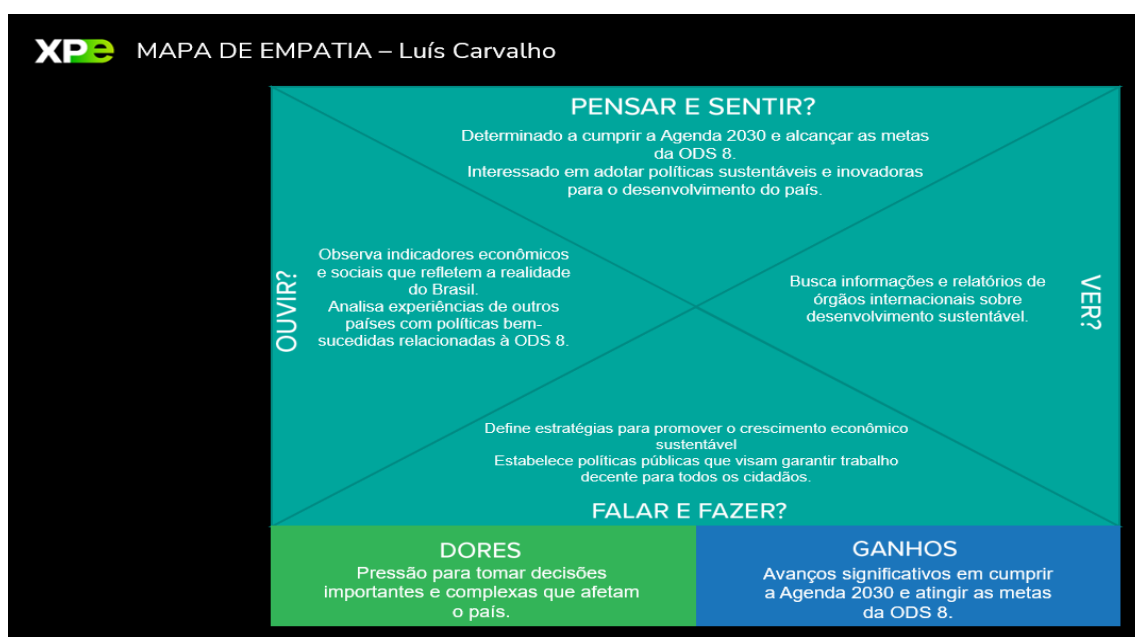 XPe MAPA DE EMPATIA – Luís Carvalho
PENSAR E SENTIR?
Determinado a cumprir a Agenda 2030 e alcançar as metas
da ODS 8.
Interessado em adotar políticas sustentáveis e inovadoras
para o desenvolvimento do país.
OUVIR?
Observa indicadores econômicos
e sociais que refletem a realidade
do Brasil.
Analisa experiências de outros
países com políticas bem-
sucedidas relacionadas à ODS 8.
Busca informações e relatórios de
órgãos internacionais sobre
desenvolvimento sustentável.
VER?
Define estratégias para promover o crescimento econômico
sustentável
Estabelece políticas públicas que visam garantir trabalho
decente para todos os cidadãos.
FALAR E FAZER?
DORES
Pressão para tomar decisões
importantes e complexas que afetam
o país.
GANHOS
Avanços significativos em cumprir
a Agenda 2030 e atingir as metas
da ODS 8.